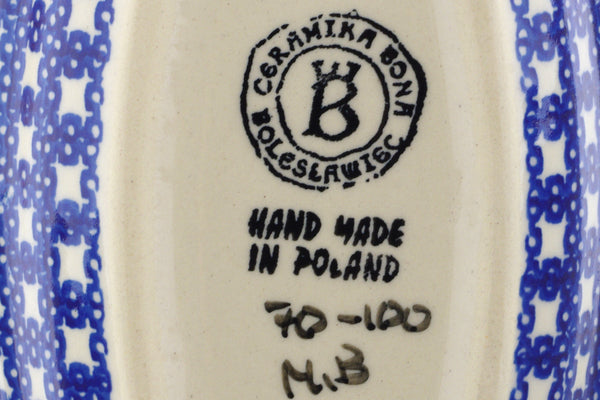 CERAMIKA BONA
B
BOLESŁAWIEC
HAND MADE
IN POLAND
70-100
M.B